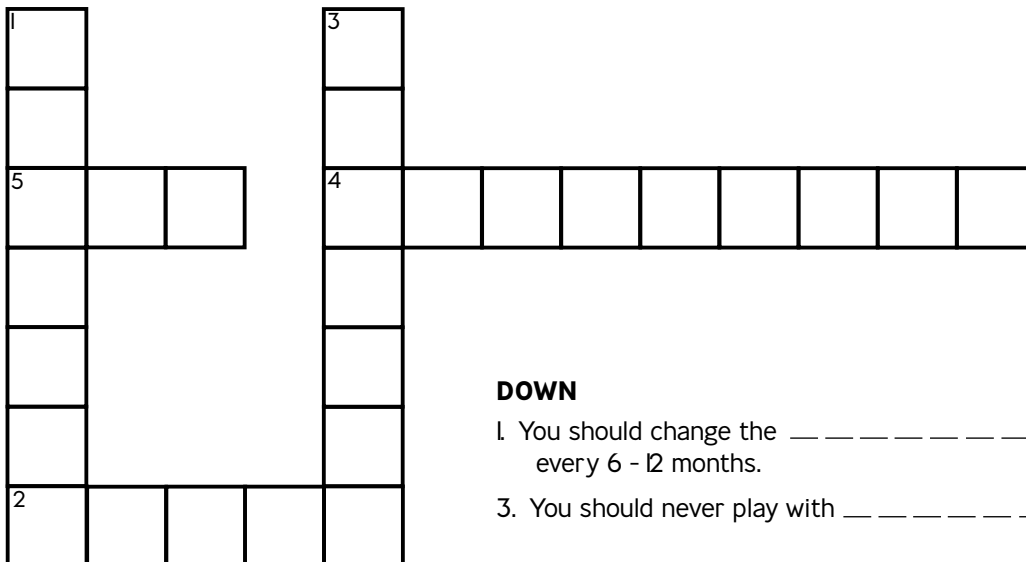 1
3
5
4
2
DOWN
1. You should change the _ _ _ _ _ _ _
every 6 - 12 months.
3. You should never play with _ _ _ _ _ _